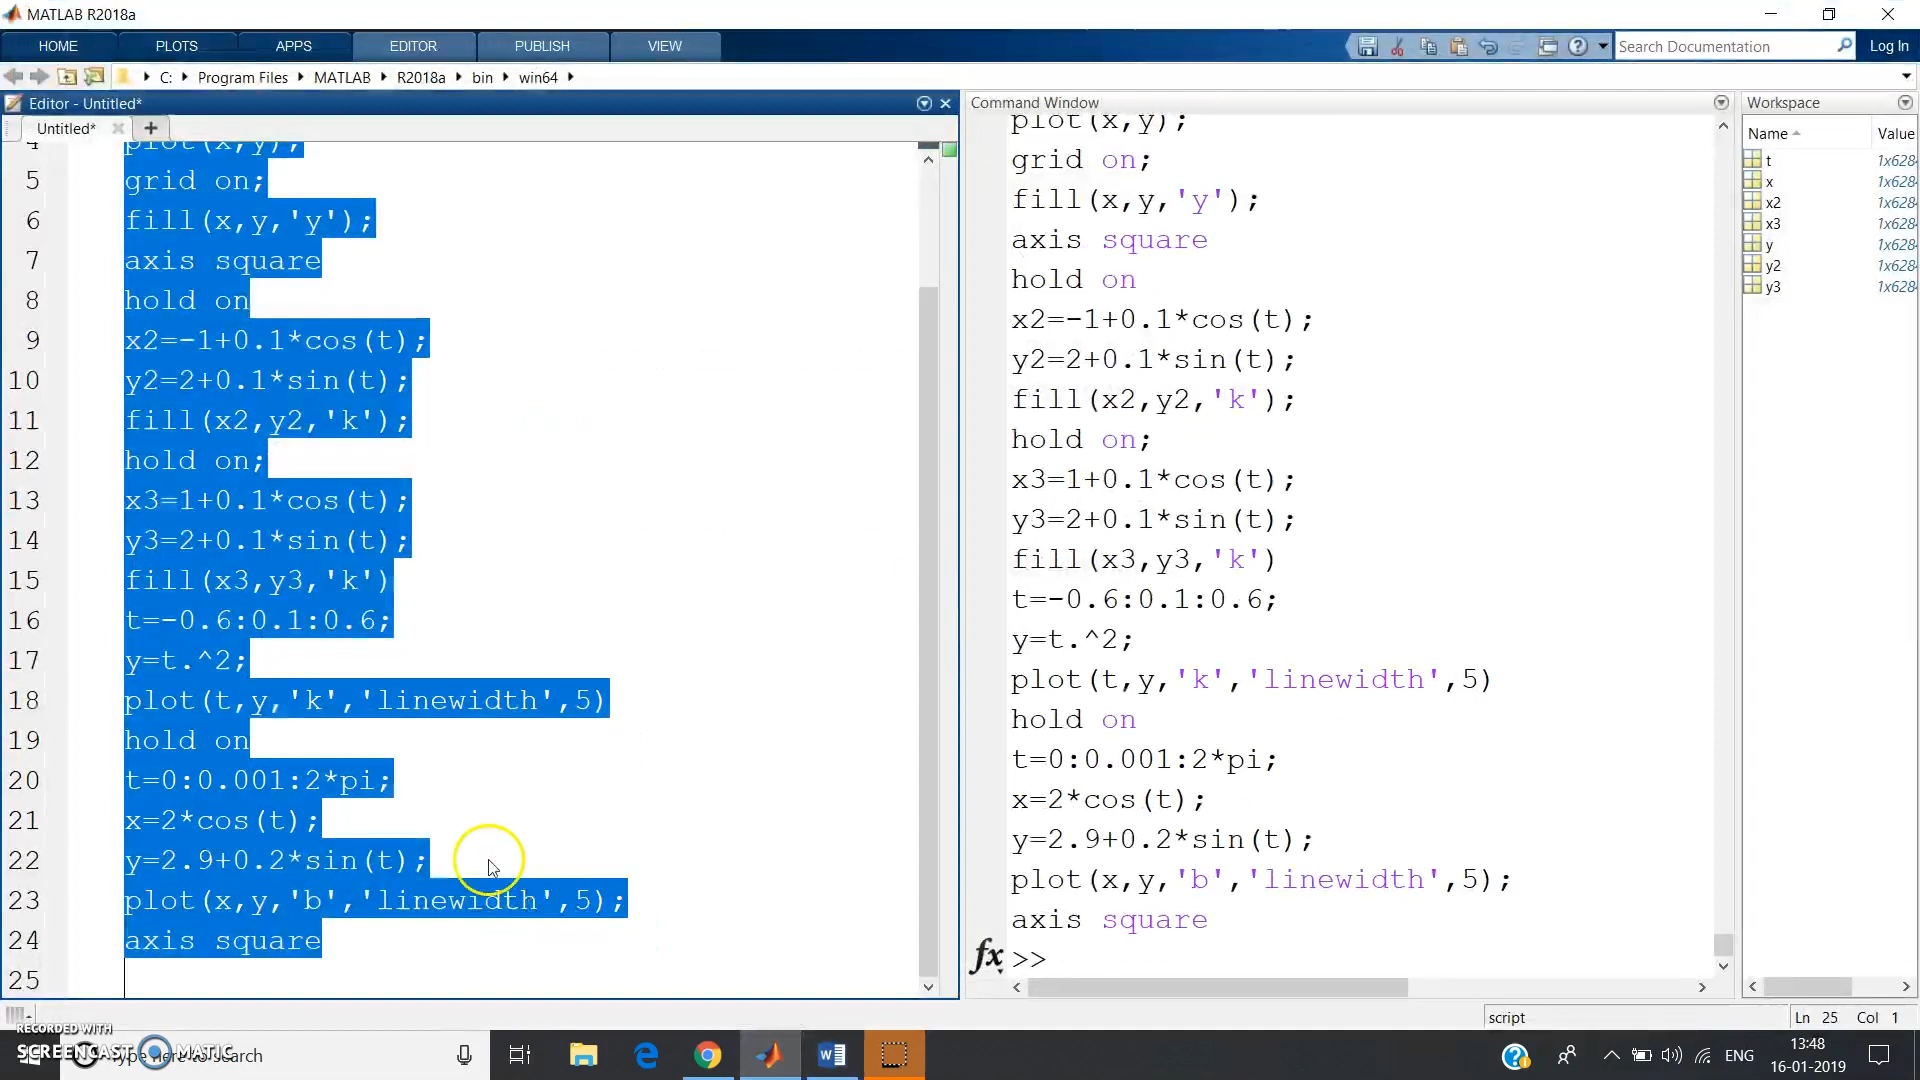 MATLAB R2018a
HOME PLOTS APPS EDITOR PUBLISH VIEW
Search Documentation
Log In
C: Program Files MATLAB R2018a bin win64
Editor - Untitled*
Untitled*
4 plot(x,y);
5 grid on;
6 fill(x,y,'y');
7 axis square
8 hold on
9 x2=-1+0.1*cos(t);
10 y2=2+0.1*sin(t);
11 fill(x2,y2,'k');
12 hold on;
13 x3=1+0.1*cos(t);
14 y3=2+0.1*sin(t);
15 fill(x3,y3,'k')
16 t=-0.6:0.1:0.6;
17 y=t.^2;
18 plot(t,y,'k','linewidth',5)
19 hold on
20 t=0:0.001:2*pi;
21 x=2*cos(t);
22 y=2.9+0.2*sin(t);
23 plot(x,y,'b','linewidth',5);
24 axis square
25
Command Window
plot(x,y);
grid on;
fill(x,y,'y');
axis square
hold on
x2=-1+0.1*cos(t);
y2=2+0.1*sin(t);
fill(x2,y2,'k');
hold on;
x3=1+0.1*cos(t);
y3=2+0.1*sin(t);
fill(x3,y3,'k')
t=-0.6:0.1:0.6;
y=t.^2;
plot(t,y,'k','linewidth',5)
hold on
t=0:0.001:2*pi;
x=2*cos(t);
y=2.9+0.2*sin(t);
plot(x,y,'b','linewidth',5);
axis square
fx >>
Workspace
Name Value
t 1x628
x 1x628
x2 1x628
x3 1x628
y 1x628
y2 1x628
y3 1x628
script
Ln 25 Col 1
RECORDED WITH
SCREENCAST MATIC
Type here to search
ENG
13:48
16-01-2019